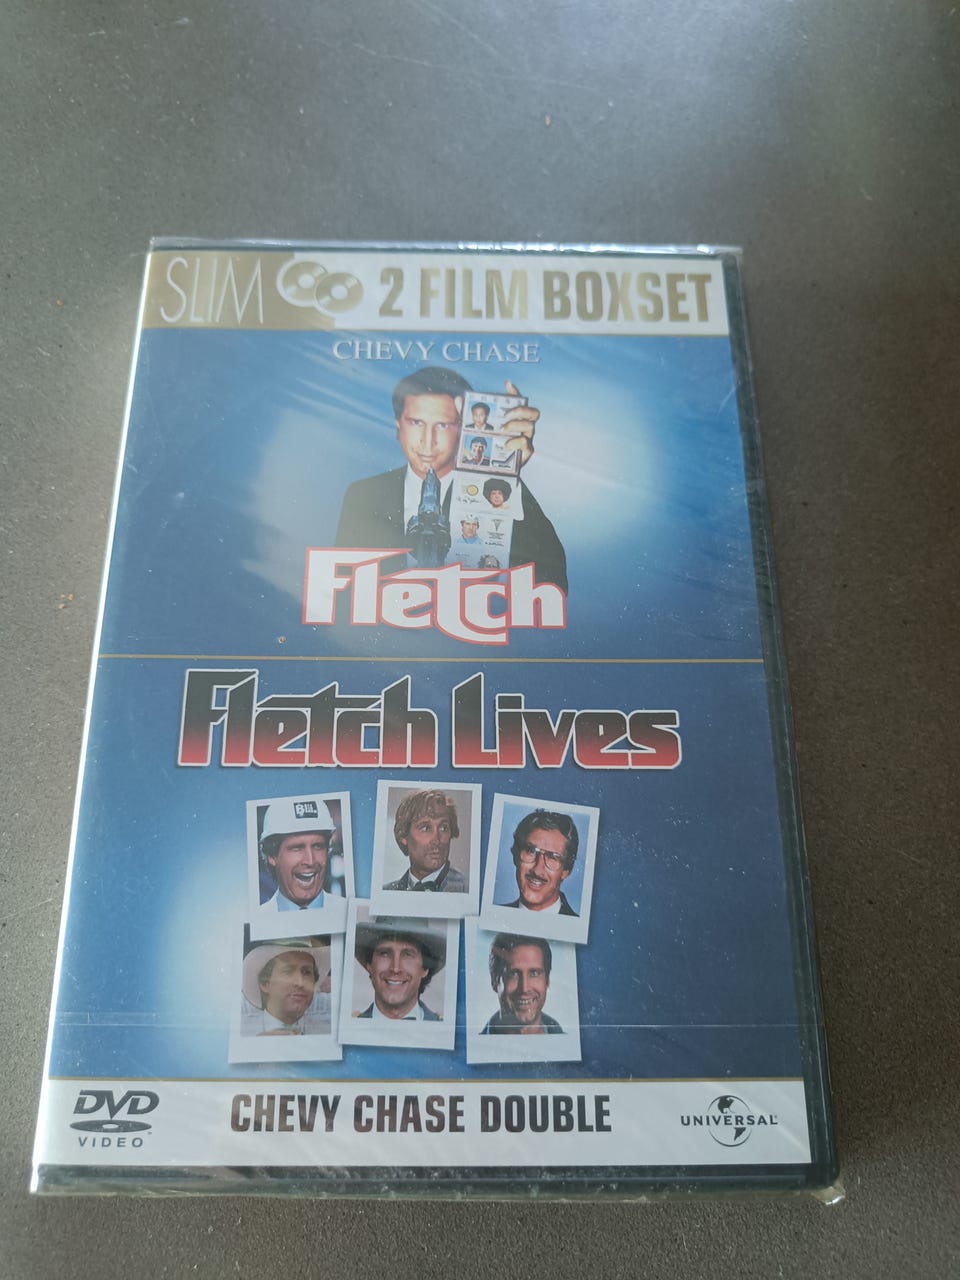 SLIM 2 FILM BOXSET
CHEVY CHASE
Fletch
Fletch Lives
DVD
VIDEO
CHEVY CHASE DOUBLE
UNIVERSAL